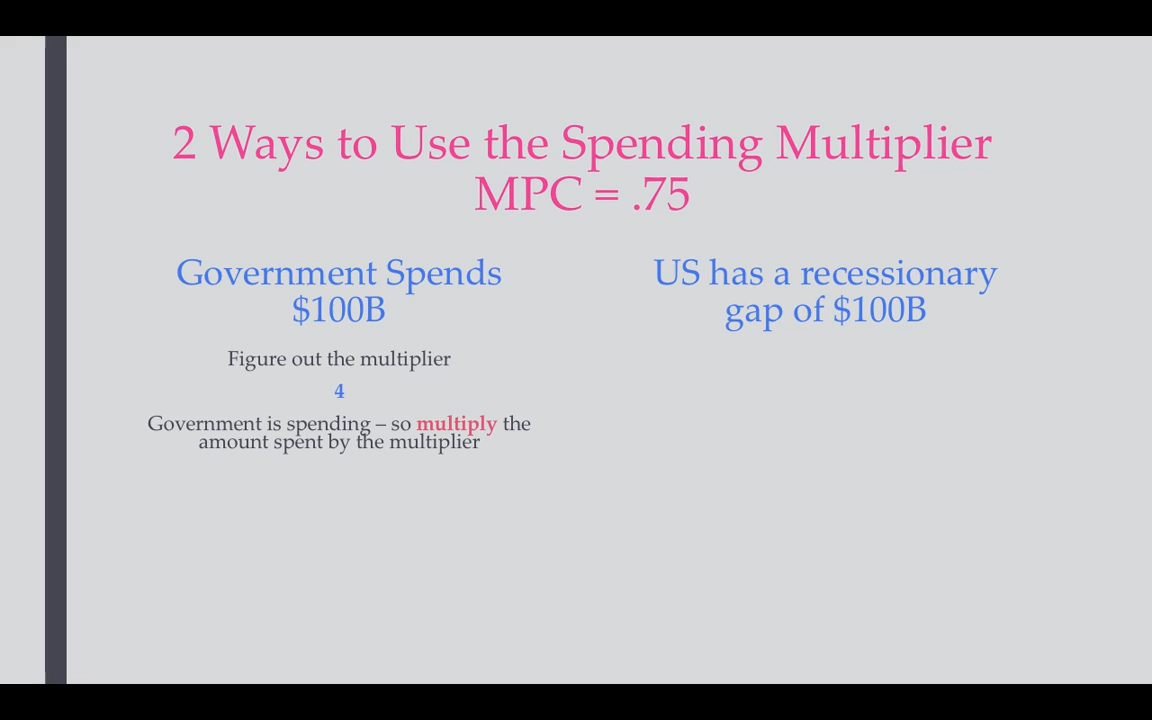 2 Ways to Use the Spending Multiplier
MPC = .75
Government Spends
$100B
Figure out the multiplier
4
Government is spending – so multiply the
amount spent by the multiplier
US has a recessionary
gap of $100B